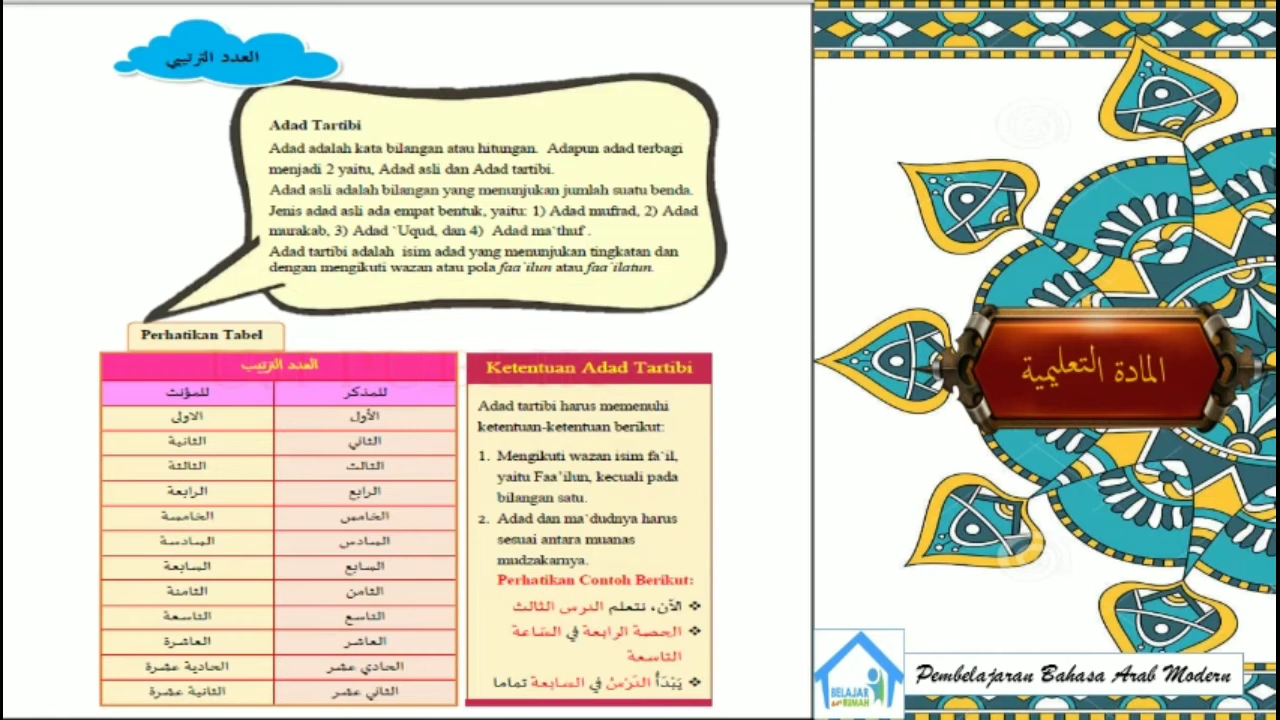 العدد الترتيبي
Adad Tartibi
Adad adalah kata bilangan atau hitungan. Adapun adad terbagi
menjadi 2 yaitu, Adad asli dan Adad tartibi.
Adad asli adalah bilangan yang menunjukan jumlah suatu benda.
Jenis adad asli ada empat bentuk, yaitu: 1) Adad mufrad, 2) Adad
murakab, 3) Adad `Uqud, dan 4) Adad ma`thuf .
Adad tartibi adalah isim adad yang menunjukan tingkatan dan
dengan mengikuti wazan atau pola faa`ilun atau faa`ilatun.
Perhatikan Tabel
العدد الترتيب
للمذكر للمؤنث
الأول الاولى
الثاني الثانية
الثالث الثالثة
الرابع الرابعة
الخامس الخامسة
السادس السادسة
السابع السابعة
الثامن الثامنة
التاسع التاسعة
العاشر العاشرة
الحادي عشر الحادية عشرة
الثاني عشر الثانية عشرة
Ketentuan Adad Tartibi
Adad tartibi harus memenuhi
ketentuan-ketentuan berikut:
1. Mengikuti wazan isim fa`il,
yaitu Faa'ilun, kecuali pada
bilangan satu.
2. Adad dan ma`dudnya harus
sesuai antara muanas
mudzakarnya.
Perhatikan Contoh Berikut:
❖ الآن، نتعلم الدرس الثالث
❖ الحصة الرابعة في السّاعة
التاسعة
❖ يَبْدَأُ الدّرْسُ في السابعة تماما
المادة التعليمية
BELAJAR
dari RUMAH
Pembelajaran Bahasa Arab Modern